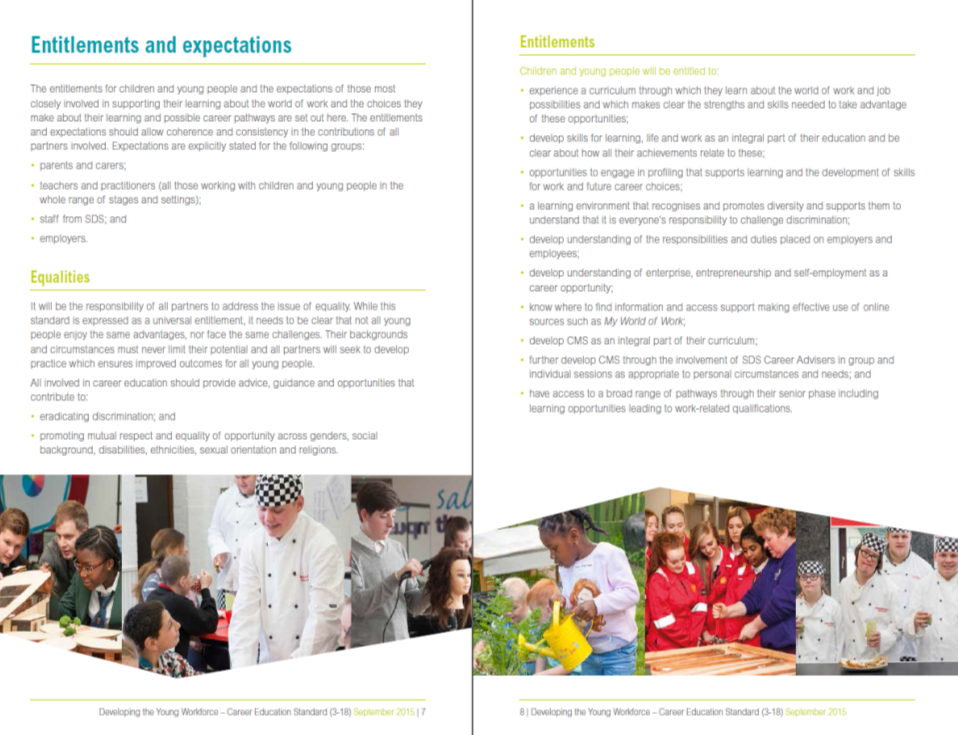 Entitlements and expectations
The entitlements for children and young people and the expectations of those most
closely involved in supporting their learning about the world of work and the choices they
make about their learning and possible career pathways are set out here. The entitlements
and expectations should allow coherence and consistency in the contributions of all
partners involved. Expectations are explicitly stated for the following groups:
• parents and carers;
• teachers and practitioners (all those working with children and young people in the
whole range of stages and settings);
• staff from SDS; and
• employers.
Equalities
It will be the responsibility of all partners to address the issue of equality. While this
standard is expressed as a universal entitlement, it needs to be clear that not all young
people enjoy the same advantages, nor face the same challenges. Their backgrounds
and circumstances must never limit their potential and all partners will seek to develop
practice which ensures improved outcomes for all young people.
All involved in career education should provide advice, guidance and opportunities that
contribute to:
• eradicating discrimination; and
• promoting mutual respect and equality of opportunity across genders, social
background, disabilities, ethnicities, sexual orientation and religions.
sal
Developing the Young Workforce – Career Education Standard (3-18) September 2015 | 7
Entitlements
Children and young people will be entitled to:
• experience a curriculum through which they learn about the world of work and job
possibilities and which makes clear the strengths and skills needed to take advantage
of these opportunities;
• develop skills for learning, life and work as an integral part of their education and be
clear about how all their achievements relate to these;
• opportunities to engage in profiling that supports learning and the development of skills
for work and future career choices;
• a learning environment that recognises and promotes diversity and supports them to
understand that it is everyone's responsibility to challenge discrimination;
• develop understanding of the responsibilities and duties placed on employers and
employees;
• develop understanding of enterprise, entrepreneurship and self-employment as a
career opportunity;
• know where to find information and access support making effective use of online
sources such as My World of Work;
• develop CMS as an integral part of their curriculum;
• further develop CMS through the involvement of SDS Career Advisers in group and
individual sessions as appropriate to personal circumstances and needs; and
• have access to a broad range of pathways through their senior phase including
learning opportunities leading to work-related qualifications.
8 | Developing the Young Workforce – Career Education Standard (3-18) September 2015